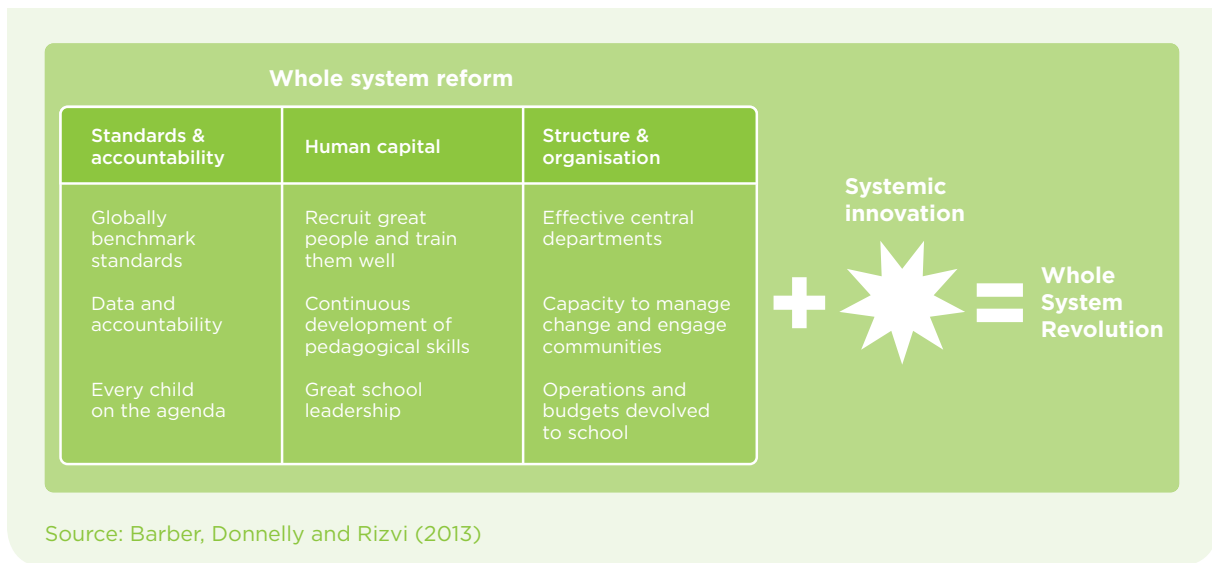 Whole system reform
Standards &
accountability
Human capital
Structure &
organisation
Globally
benchmark
standards
Recruit great
people and train
them well
Effective central
departments
Data and
accountability
Continuous
development of
pedagogical skills
Capacity to manage
change and engage
communities
Every child
on the agenda
Great school
leadership
Operations and
budgets devolved
to school
+
Systemic
innovation
=
Whole
System
Revolution
Source: Barber, Donnelly and Rizvi (2013)